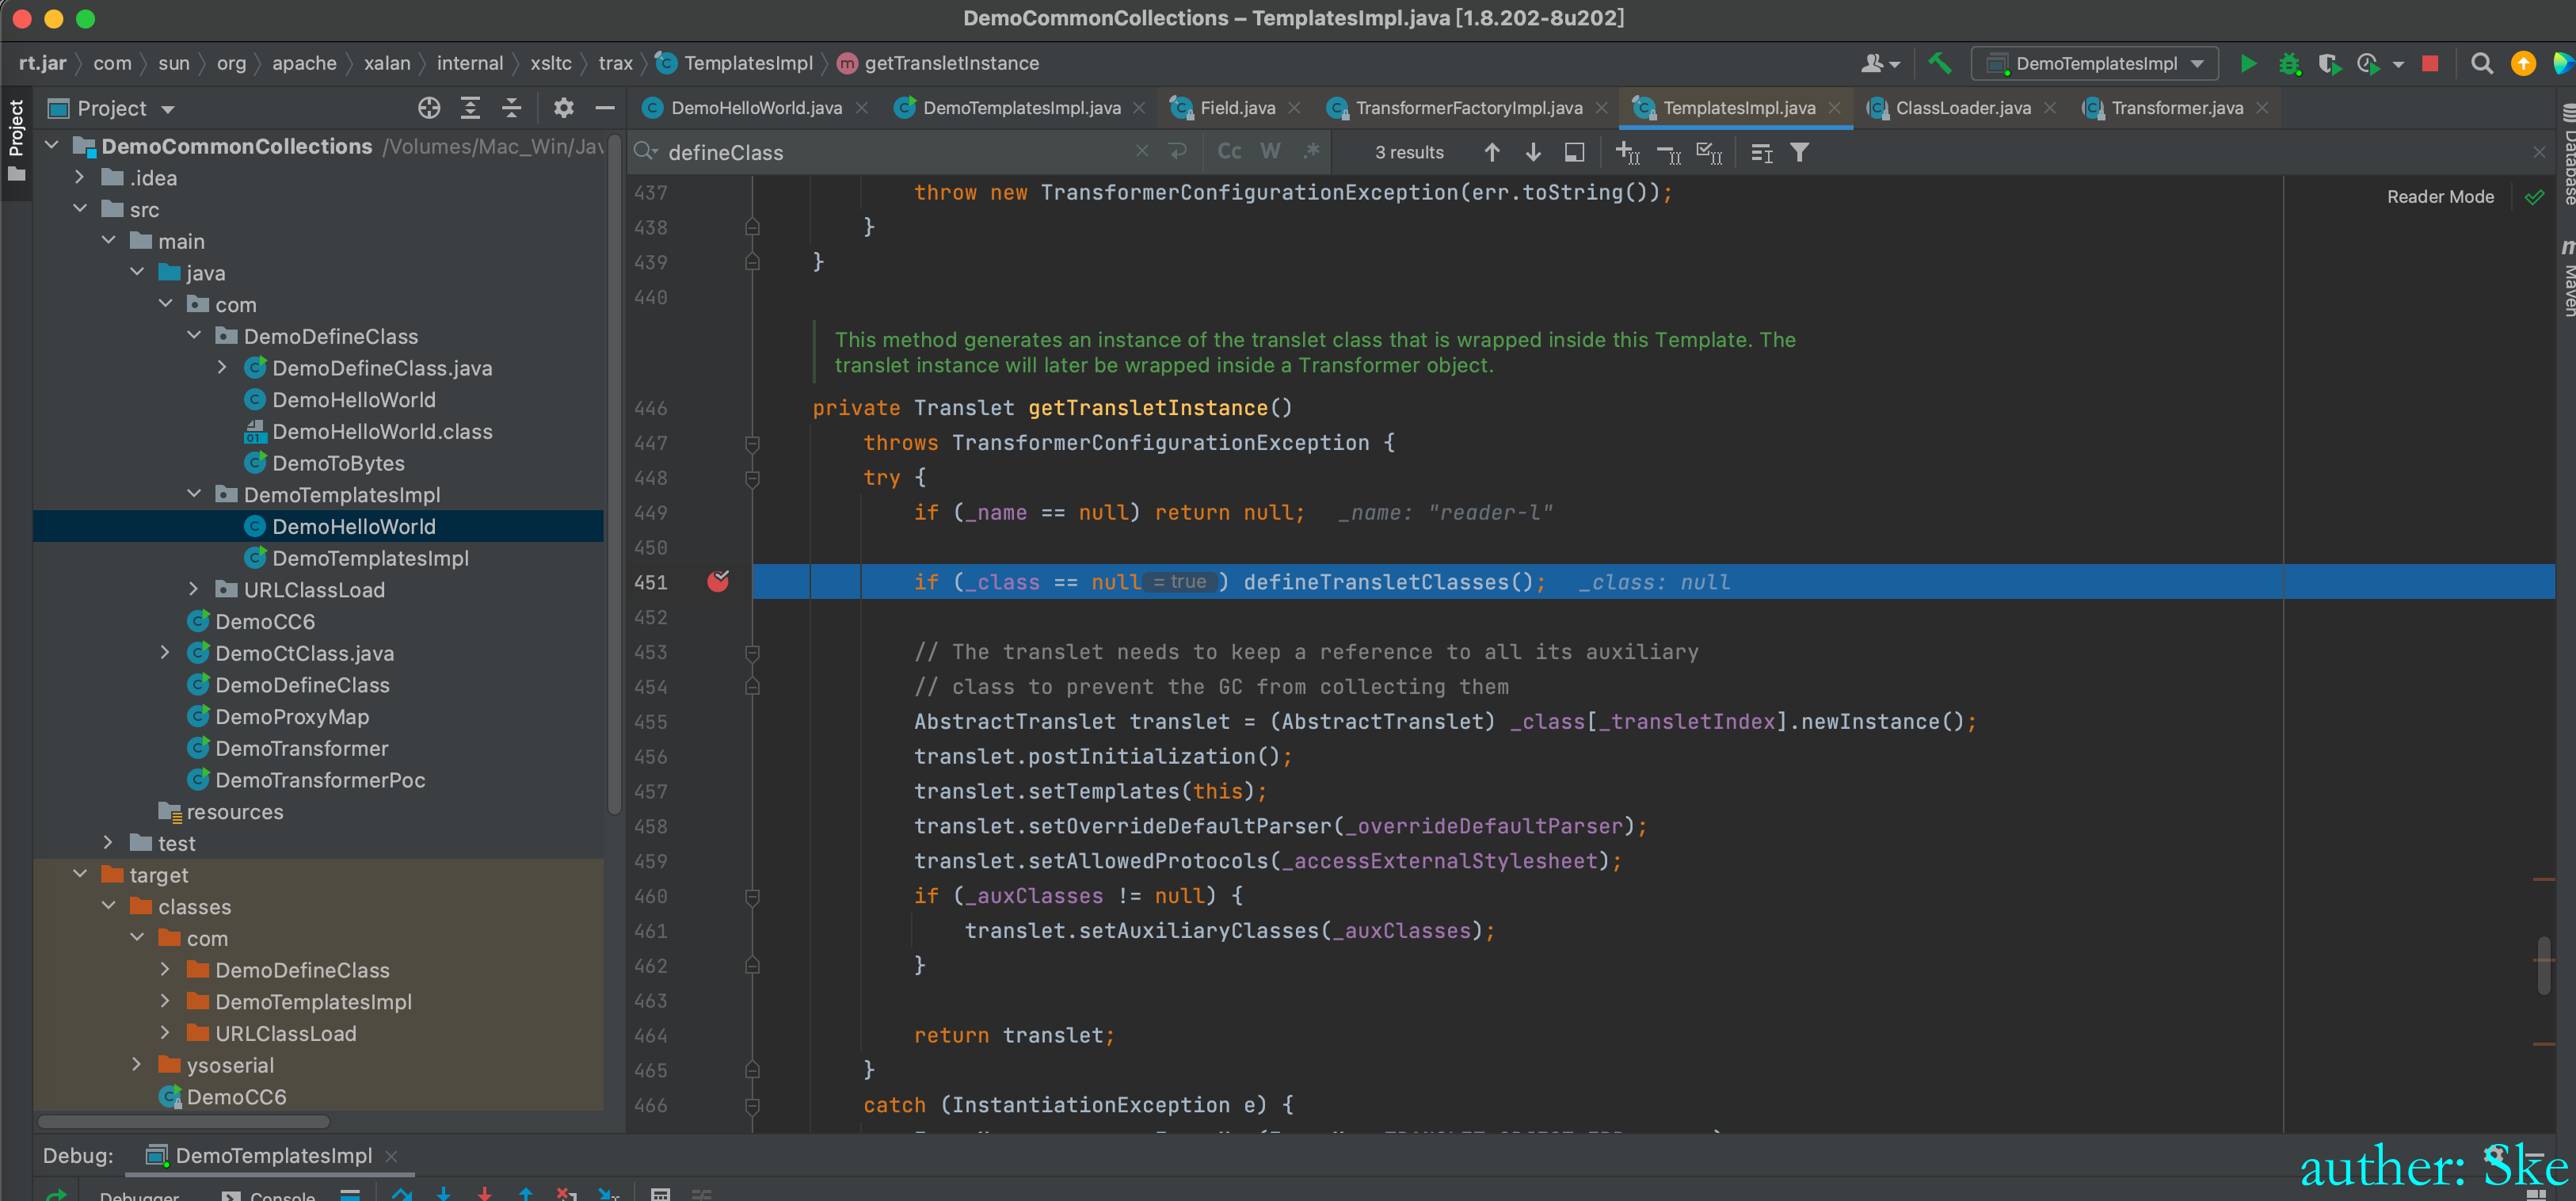 DemoCommonCollections – TemplatesImpl.java [1.8.202-8u202]
rt.jar com sun org apache xalan internal xsltc trax TemplatesImpl getTransletInstance
DemoTemplatesImpl
Project
Project
DemoHelloWorld.java DemoTemplatesImpl.java Field.java TransformerFactoryImpl.java TemplatesImpl.java ClassLoader.java Transformer.java
defineClass Cc W .* 3 results
Reader Mode
Database
Maven
DemoCommonCollections /Volumes/Mac_Win/Jav
.idea
src
main
java
com
DemoDefineClass
DemoDefineClass.java
DemoHelloWorld
DemoHelloWorld.class
DemoToBytes
DemoTemplatesImpl
DemoHelloWorld
DemoTemplatesImpl
URLClassLoad
DemoCC6
DemoCtClass.java
DemoDefineClass
DemoProxyMap
DemoTransformer
DemoTransformerPoc
resources
test
target
classes
com
DemoDefineClass
DemoTemplatesImpl
URLClassLoad
ysoserial
DemoCC6
437 throw new TransformerConfigurationException(err.toString());
438 }
439 }
440
This method generates an instance of the translet class that is wrapped inside this Template. The
translet instance will later be wrapped inside a Transformer object.
446 private Translet getTransletInstance()
447 throws TransformerConfigurationException {
448 try {
449 if (_name == null) return null; _name: "reader-l"
450
451 if (_class == null = true ) defineTransletClasses(); _class: null
452
453 // The translet needs to keep a reference to all its auxiliary
454 // class to prevent the GC from collecting them
455 AbstractTranslet translet = (AbstractTranslet) _class[_transletIndex].newInstance();
456 translet.postInitialization();
457 translet.setTemplates(this);
458 translet.setOverrideDefaultParser(_overrideDefaultParser);
459 translet.setAllowedProtocols(_accessExternalStylesheet);
460 if (_auxClasses != null) {
461 translet.setAuxiliaryClasses(_auxClasses);
462 }
463
464 return translet;
465 }
466 catch (InstantiationException e) {
Debug: DemoTemplatesImpl
Debugger Console
auther: Ske